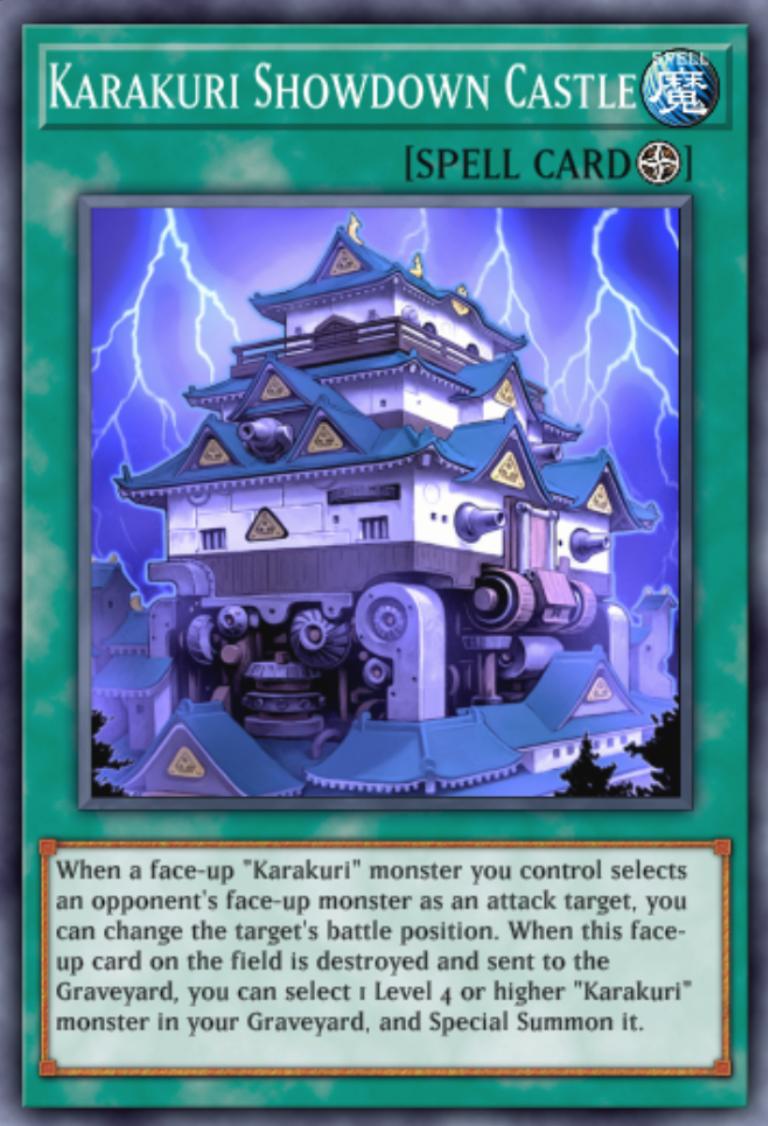 Karakuri Showdown Castle
SPELL
魔
[SPELL CARD]
When a face-up "Karakuri" monster you control selects
an opponent's face-up monster as an attack target, you
can change the target's battle position. When this face-
up card on the field is destroyed and sent to the
Graveyard, you can select 1 Level 4 or higher "Karakuri"
monster in your Graveyard, and Special Summon it.